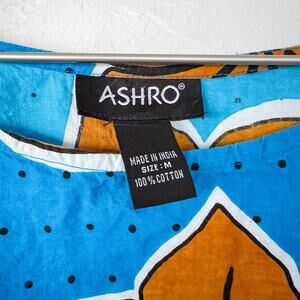 ASHRO®
MADE IN INDIA
SIZE: M
100% COTTON